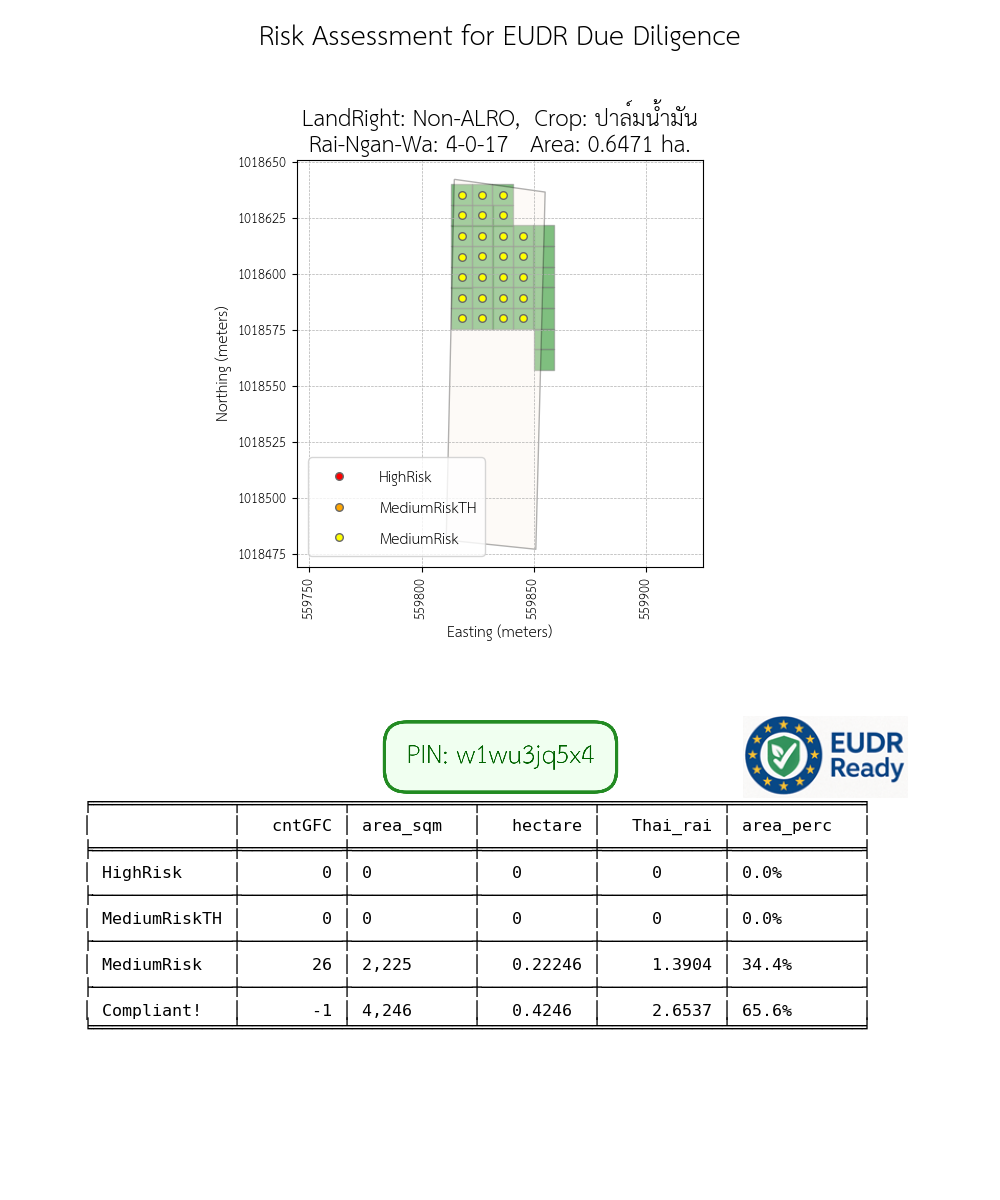 Risk Assessment for EUDR Due Diligence
LandRight: Non-ALRO, Crop: ปาล์มน้ำมัน
Rai-Ngan-Wa: 4-0-17 Area: 0.6471 ha.
1018650
1018625
1018600
1018575
1018550
1018525
1018500
1018475
Northing (meters)
HighRisk
MediumRiskTH
MediumRisk
559750
559800
559850
559900
Easting (meters)
PIN: w1wu3jq5x4
EUDR
Ready
cntGFC area_sqm hectare Thai_rai area_perc
HighRisk 0 0 0 0 0.0%
MediumRiskTH 0 0 0 0 0.0%
MediumRisk 26 2,225 0.22246 1.3904 34.4%
Compliant! -1 4,246 0.4246 2.6537 65.6%